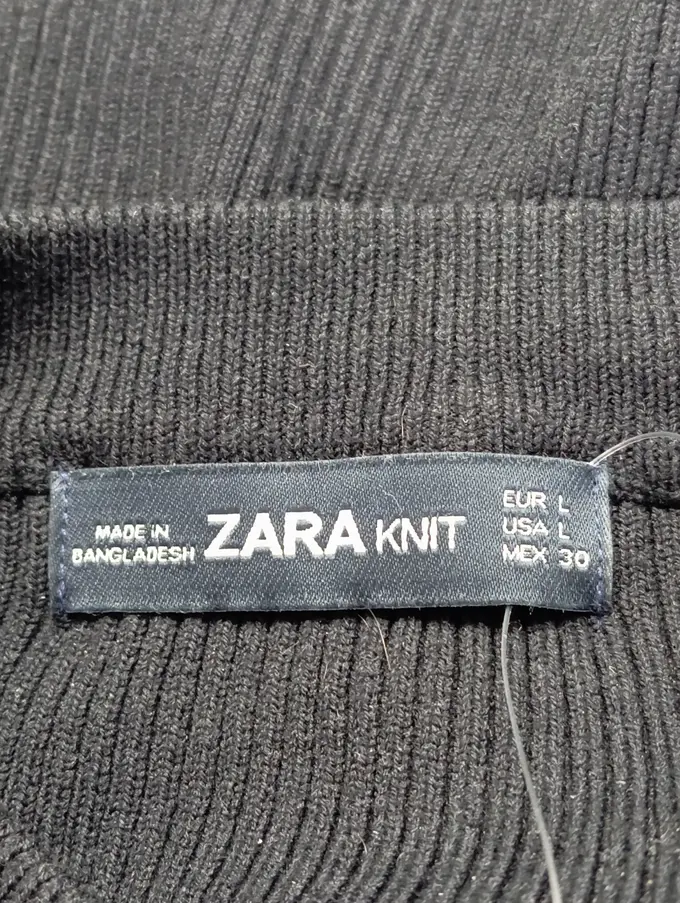 MADE IN
BANGLADESH
ZARA KNIT
EUR L
USA L
MEX 30